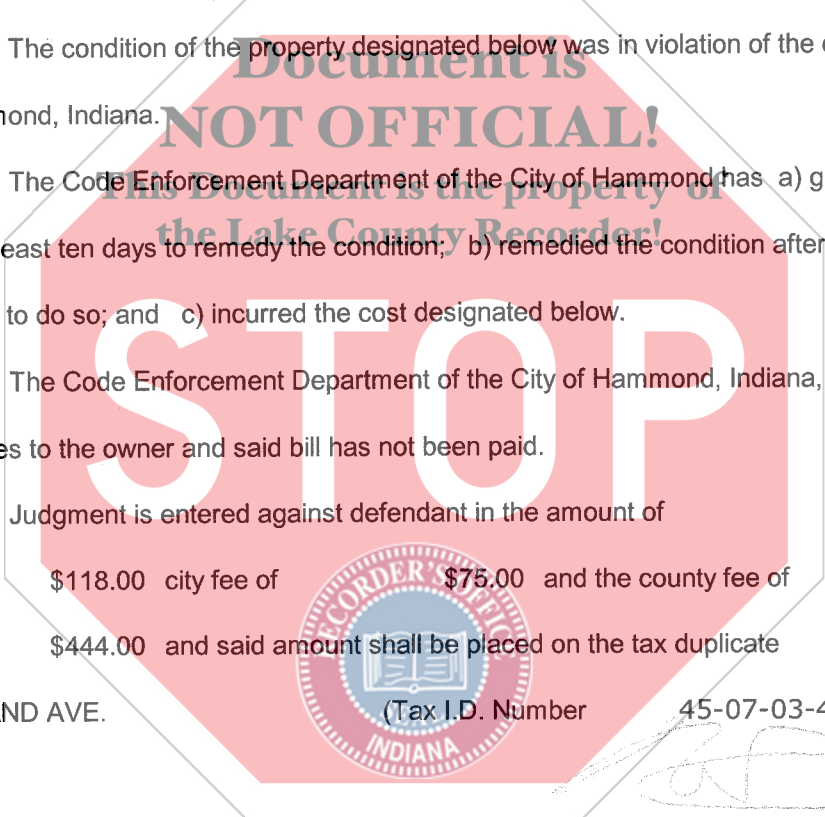 The condition of the property designated below was in violation of the
Document is
mond, Indiana.
NOT OFFICIAL!
The Code Enforcement Department of the City of Hammond has a) g
This Document is the property of
the Lake County Recorder!
east ten days to remedy the condition; b) remedied the condition after
to do so; and c) incurred the cost designated below.
STOP
The Code Enforcement Department of the City of Hammond, Indiana,
es to the owner and said bill has not been paid.
Judgment is entered against defendant in the amount of
$118.00 city fee of $75.00 and the county fee of
$444.00 and said amount shall be placed on the tax duplicate
RECORDER'S OFFICE
INDIANA
ND AVE. (Tax I.D. Number 45-07-03-4